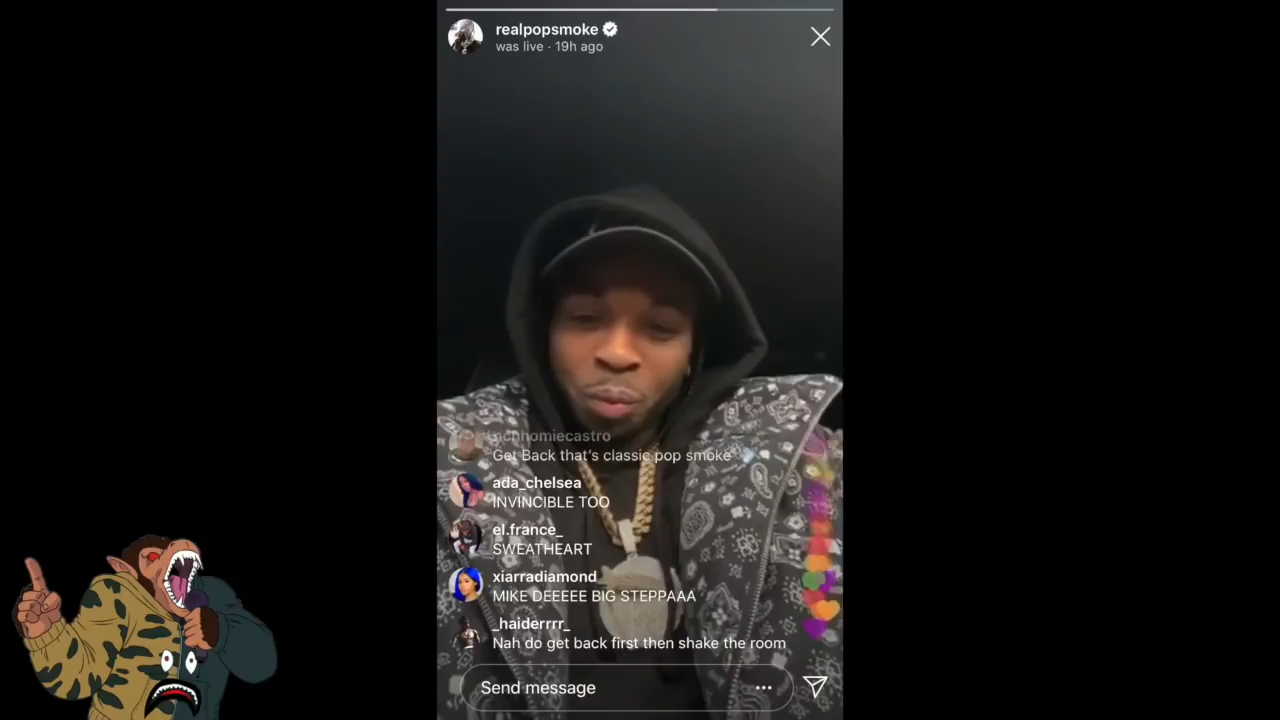 realpopsmoke
was live · 19h ago
Get Back that's classic pop smoke
ada_chelsea
INVINCIBLE TOO
el.france_
SWEATHEART
xiarradiamond
MIKE DEEEEE BIG STEPPAAA
_haiderrrr_
Nah do get back first then shake the room
Send message